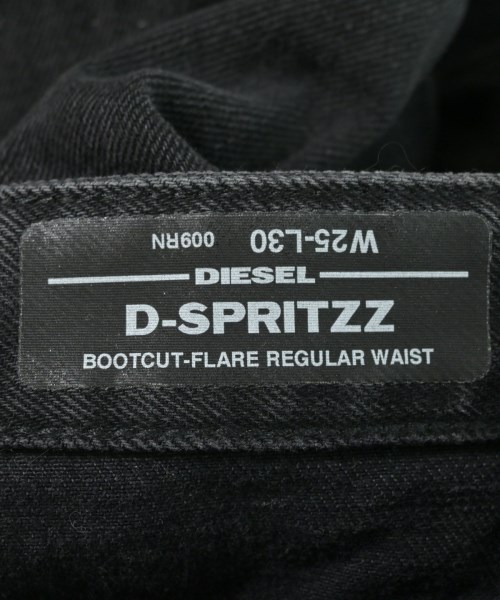 W25-L30 009RN
DIESEL
D-SPRITZZ
BOOTCUT-FLARE REGULAR WAIST